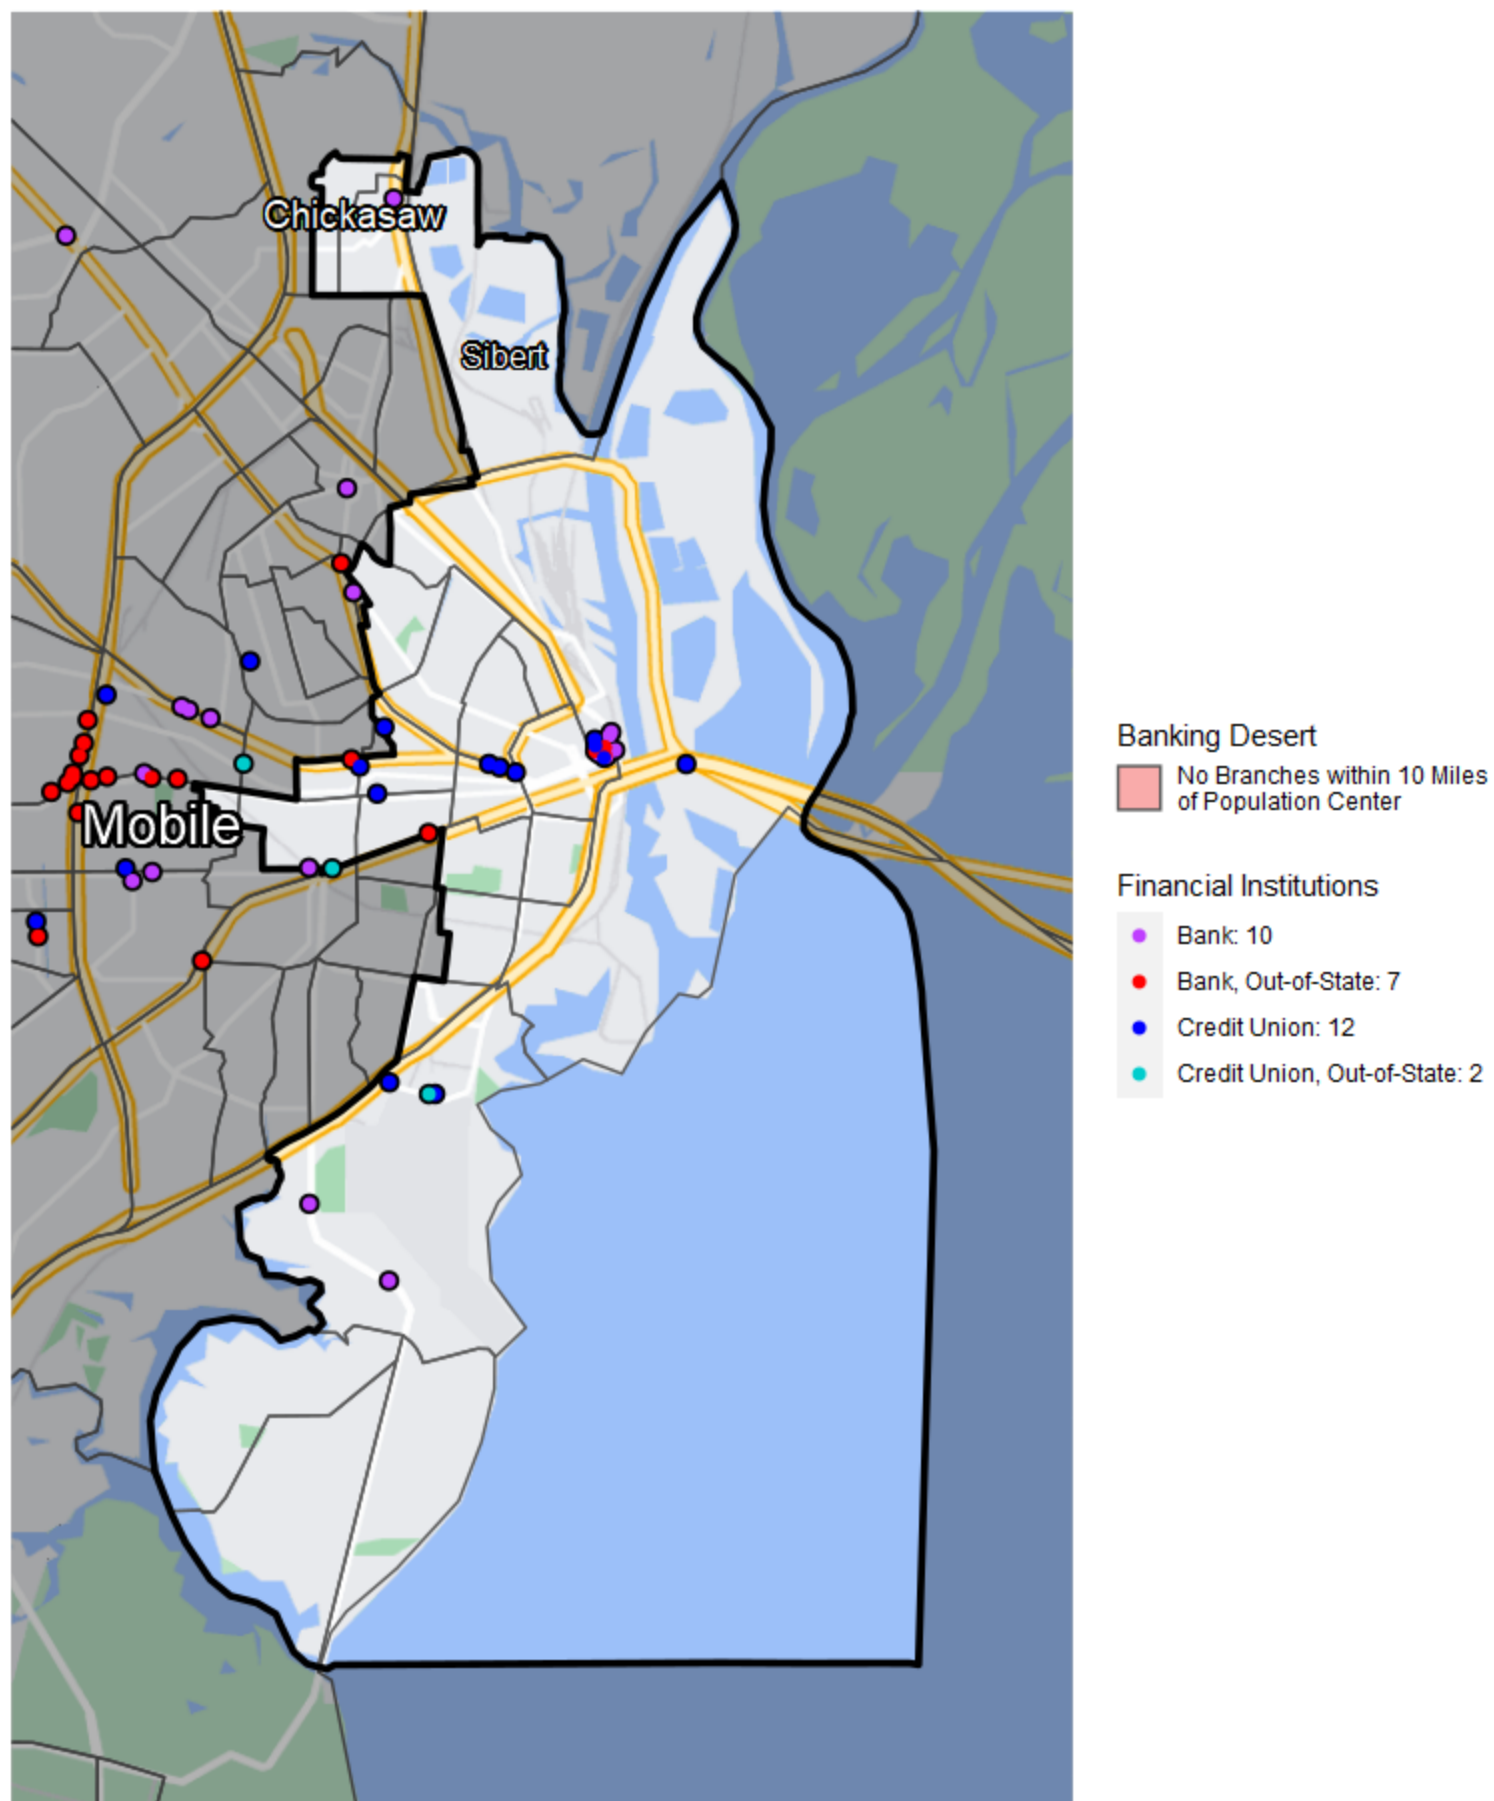 Chickasaw
Sibert
Mobile
Banking Desert
No Branches within 10 Miles
of Population Center
Financial Institutions
Bank: 10
Bank, Out-of-State: 7
Credit Union: 12
Credit Union, Out-of-State: 2